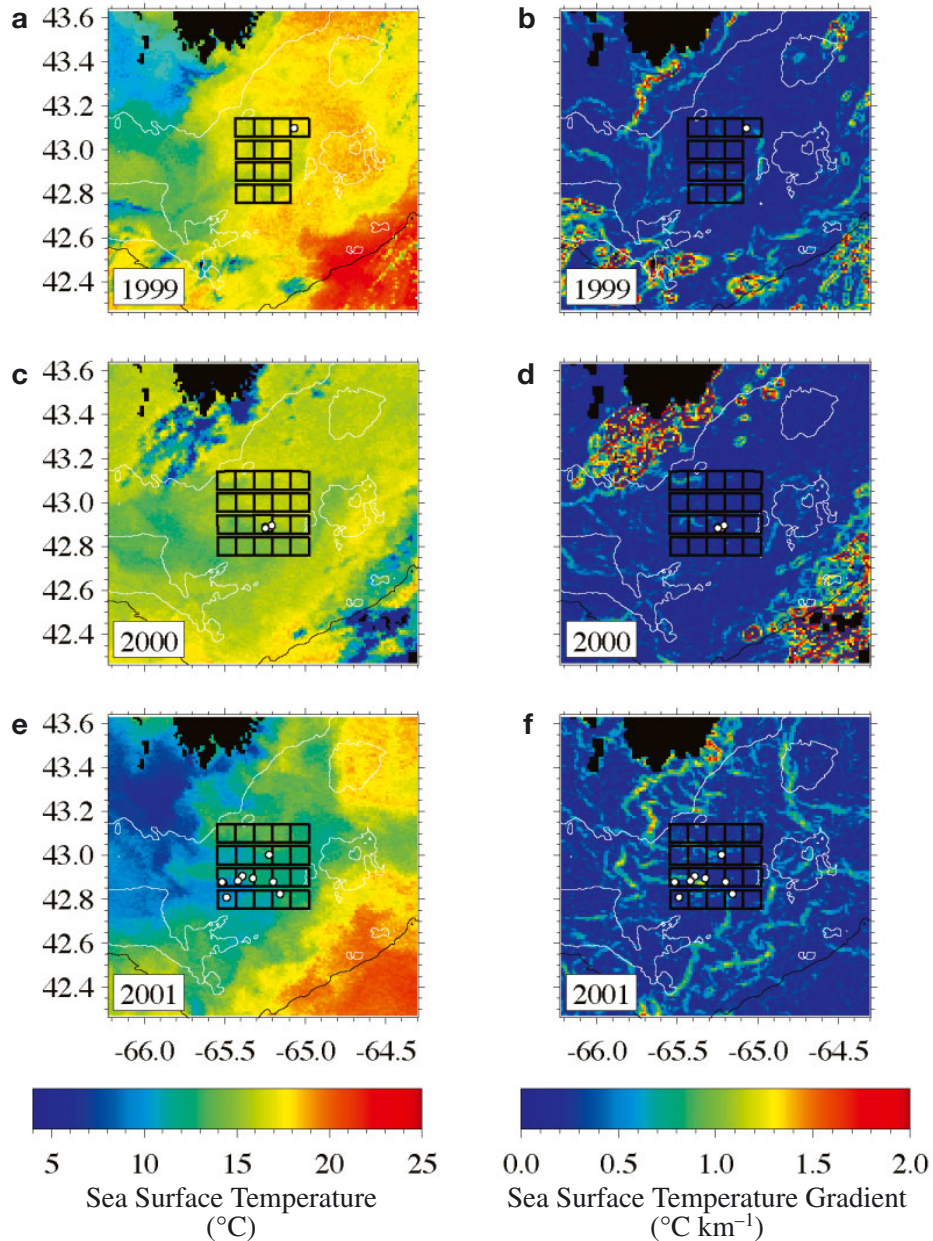 a
b
43.6
43.4
43.2
43.0
42.8
42.6
42.4
1999
1999
c
d
43.6
43.4
43.2
43.0
42.8
42.6
42.4
2000
2000
e
f
43.6
43.4
43.2
43.0
42.8
42.6
42.4
2001
2001
-66.0 -65.5 -65.0 -64.5
-66.0 -65.5 -65.0 -64.5
5 10 15 20 25
Sea Surface Temperature
(°C)
0.0 0.5 1.0 1.5 2.0
Sea Surface Temperature Gradient
(°C km⁻¹)